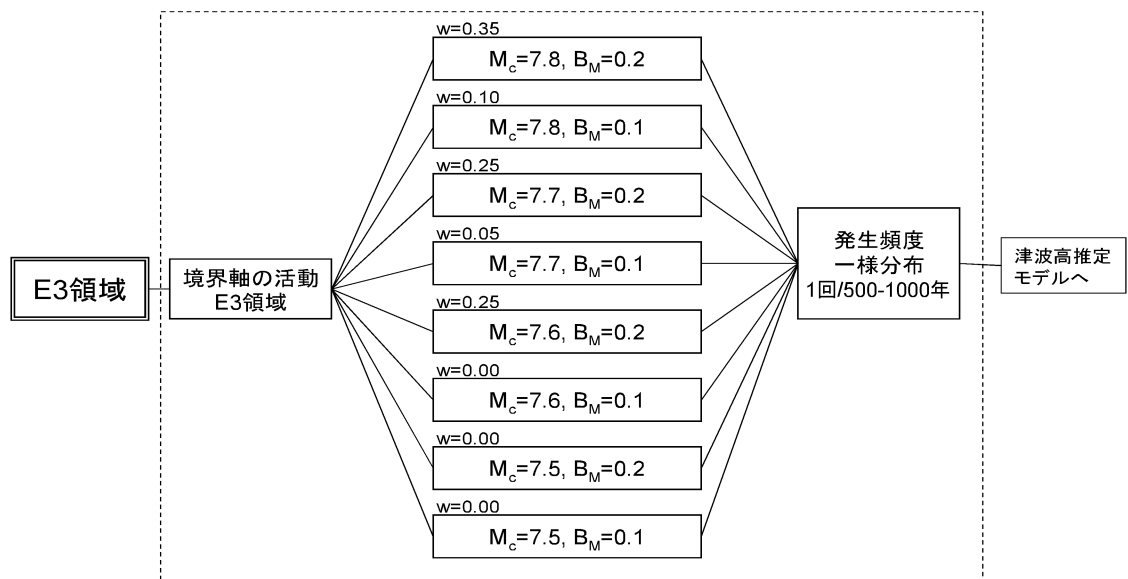 E3領域
境界軸の活動
E3領域
w=0.35
Mc=7.8, BM=0.2
w=0.10
Mc=7.8, BM=0.1
w=0.25
Mc=7.7, BM=0.2
w=0.05
Mc=7.7, BM=0.1
w=0.25
Mc=7.6, BM=0.2
w=0.00
Mc=7.6, BM=0.1
w=0.00
Mc=7.5, BM=0.2
w=0.00
Mc=7.5, BM=0.1
発生頻度
一様分布
1回/500-1000年
津波高推定
モデルへ